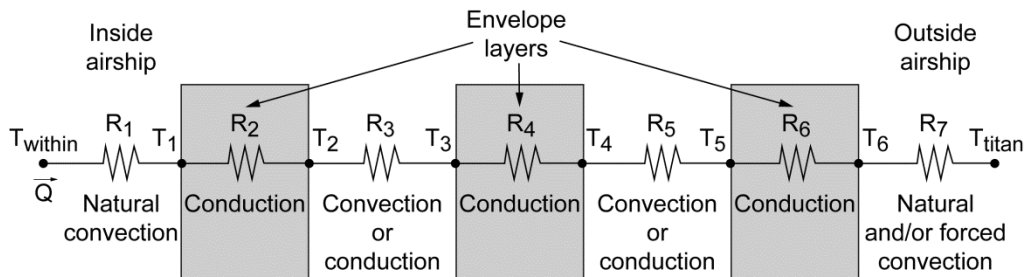 Inside
airship
Envelope
layers
Outside
airship
T_within R_1 T_1 R_2 T_2 R_3 T_3 R_4 T_4 R_5 T_5 R_6 T_6 R_7 T_titan
Q
Natural
convection
Conduction
Convection
or
conduction
Conduction
Convection
or
conduction
Conduction
Natural
and/or forced
convection